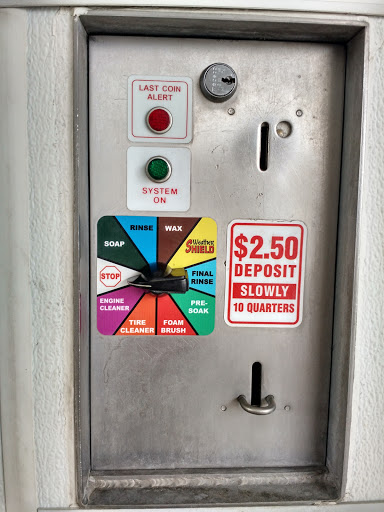 LAST COIN
ALERT
SYSTEM
ON
RINSE
WAX
SOAP
Weather
SHIELD
STOP
FINAL
RINSE
ENGINE
CLEANER
PRE-
SOAK
TIRE
CLEANER
FOAM
BRUSH
$2.50
DEPOSIT
SLOWLY
10 QUARTERS